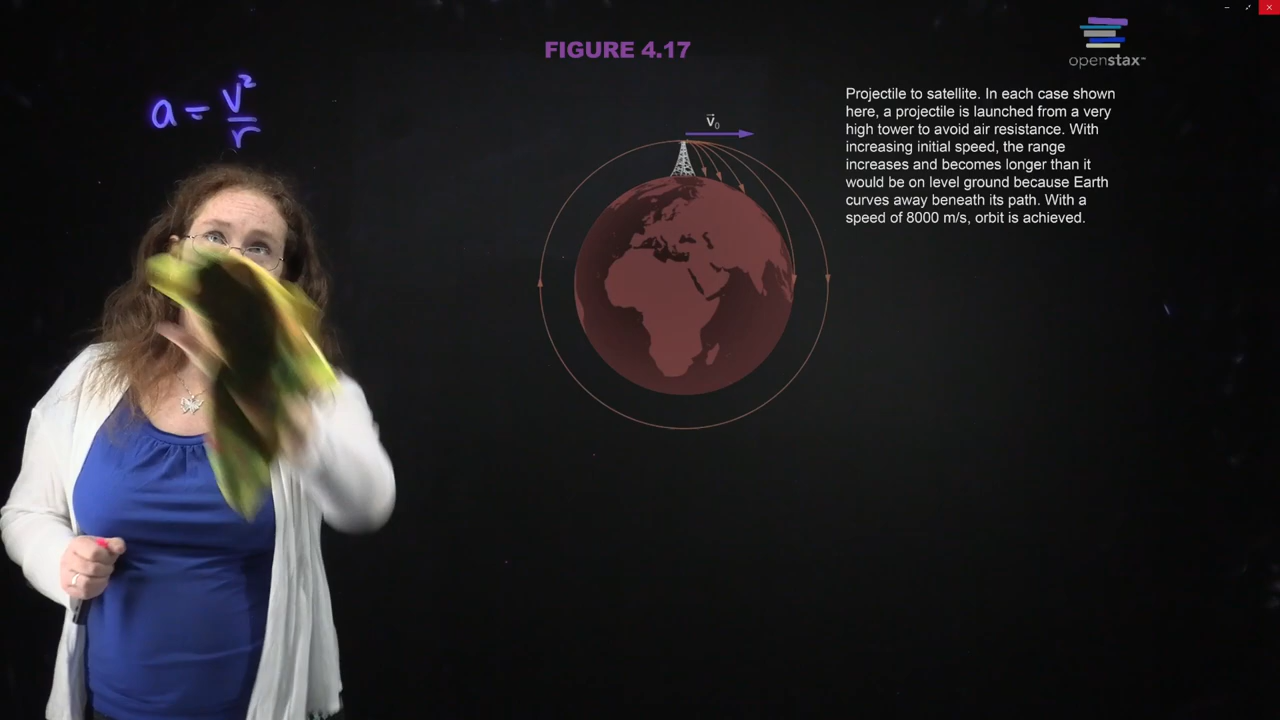 FIGURE 4.17
openstax™
a = v²/r
v⃗₀
Projectile to satellite. In each case shown
here, a projectile is launched from a very
high tower to avoid air resistance. With
increasing initial speed, the range
increases and becomes longer than it
would be on level ground because Earth
curves away beneath its path. With a
speed of 8000 m/s, orbit is achieved.